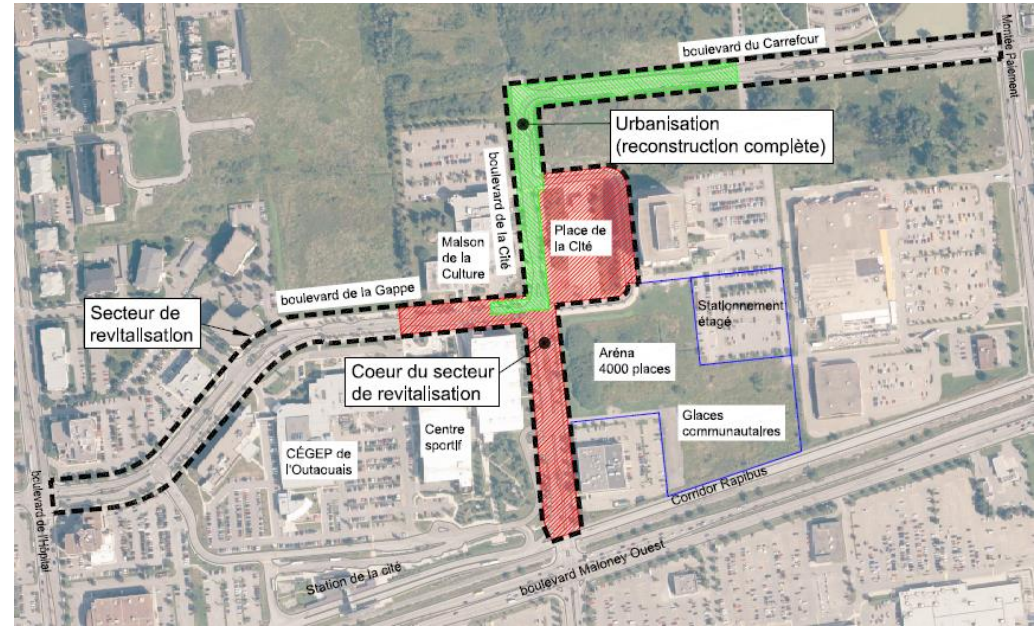 boulevard du Carrefour
Montée Paiement
Urbanisation
(reconstruction complète)
boulevard de la Cité
Place de
la Cité
Maison
de la
Culture
boulevard de la Gappe
Secteur de
revitalisation
Stationnement
étagé
Coeur du secteur
de revitalisation
Aréna
4000 places
Glaces
communautaires
Centre
sportif
CÉGEP de
l'Outaouais
boulevard de l'Hôpital
Corridor Rapibus
Station de la cité
boulevard Maloney Ouest